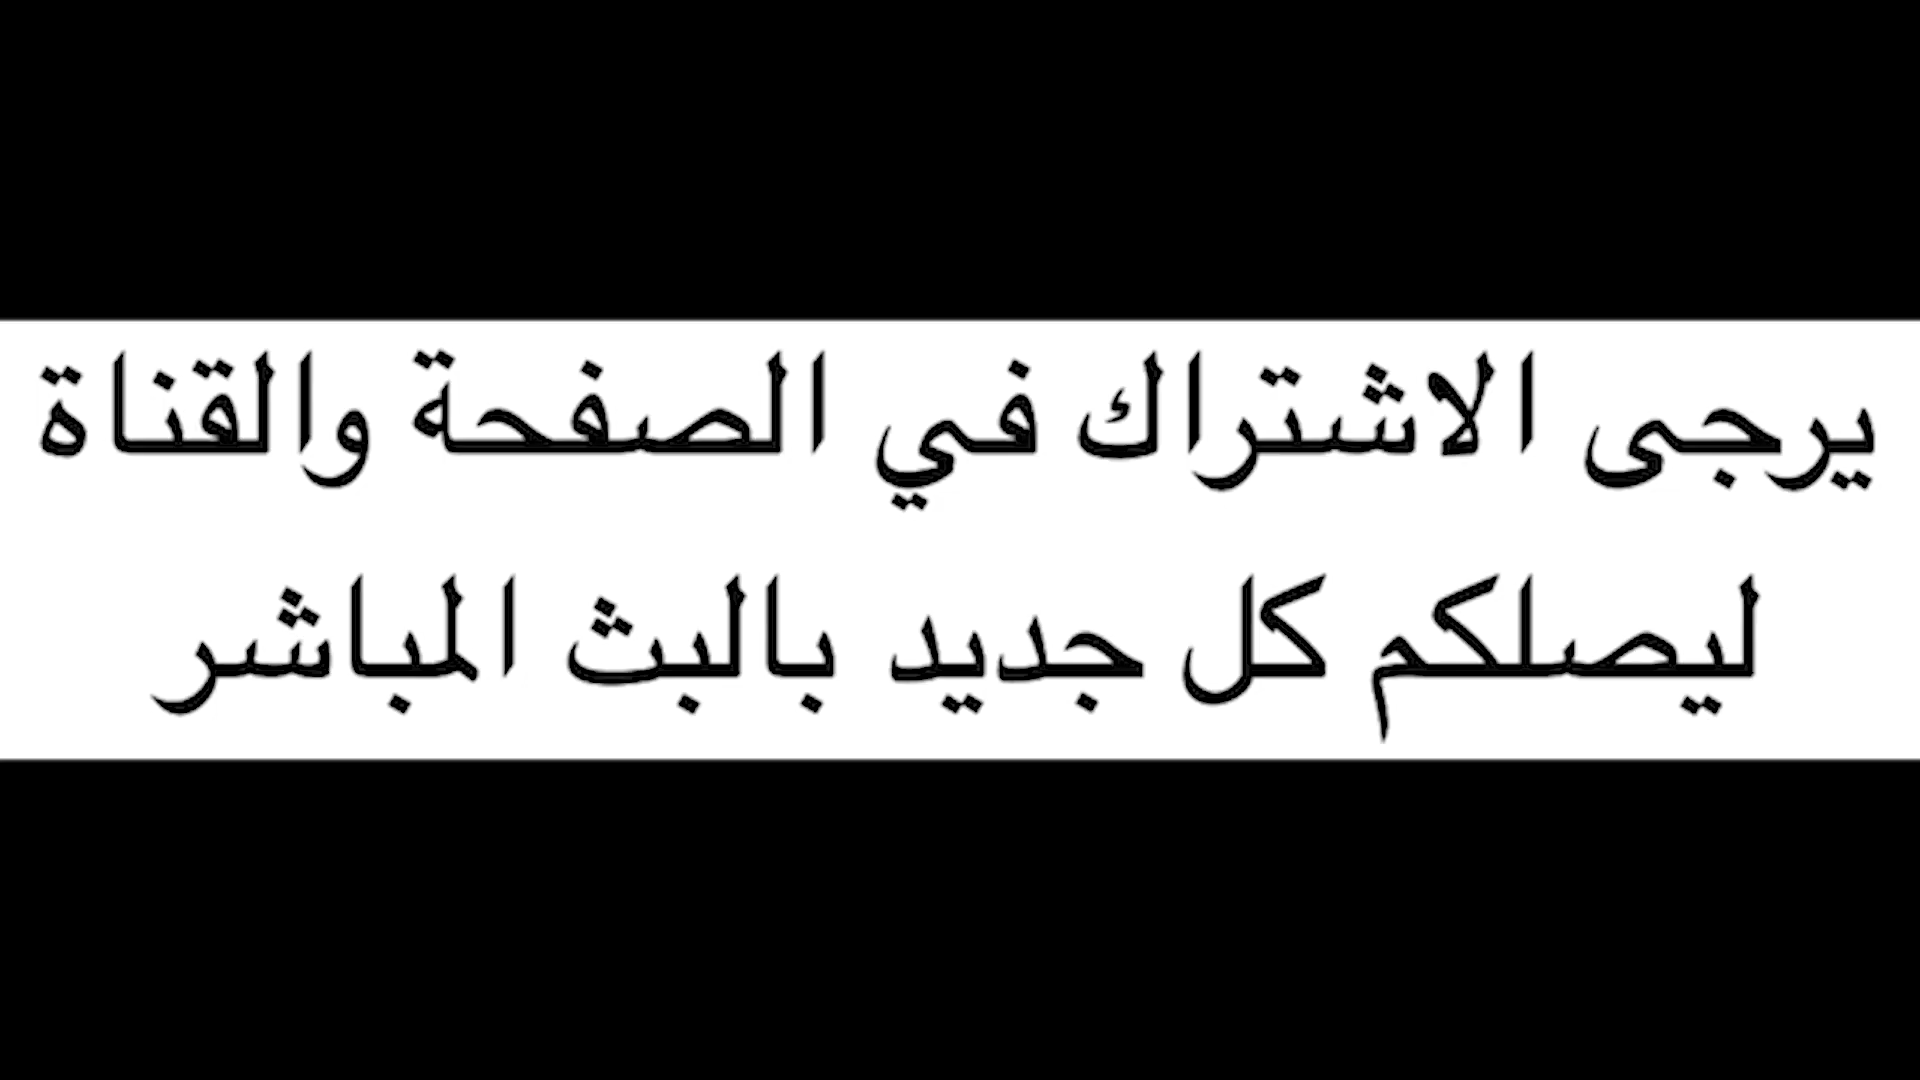 يرجى الاشتراك في الصفحة والقناة
ليصلكم كل جديد بالبث المباشر